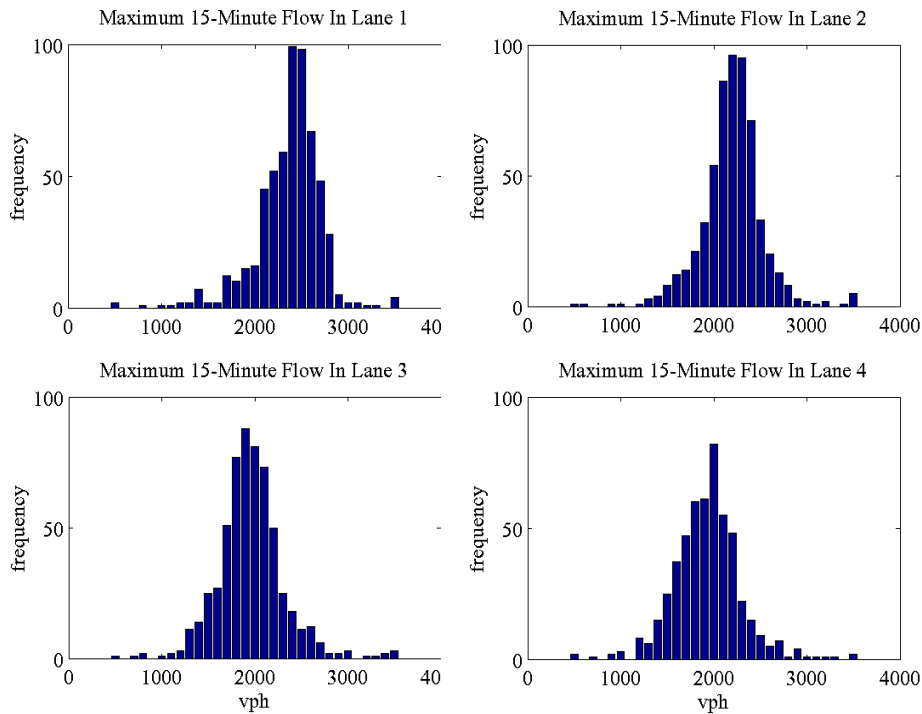 Maximum 15-Minute Flow In Lane 1
100
50
0
frequency
0 1000 2000 3000 40
Maximum 15-Minute Flow In Lane 2
100
50
0
frequency
0 1000 2000 3000 4000
Maximum 15-Minute Flow In Lane 3
100
50
0
frequency
0 1000 2000 3000 40
vph
Maximum 15-Minute Flow In Lane 4
100
50
0
frequency
0 1000 2000 3000 4000
vph